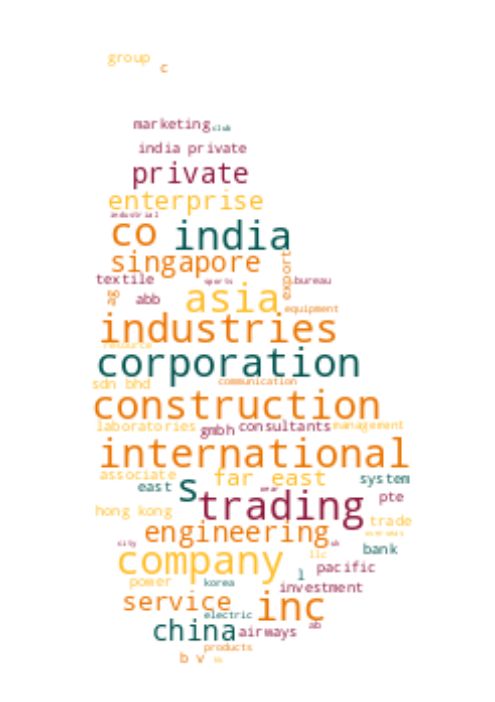 group
c
marketing club
india private
private
enterprise
industrial
co india
singapore
export
textile sports bureau
ag abb asia
equipment
industries
resource
corporation
sdn bhd communication
construction
laboratories gmbh consultants management
international
associate far east system
east s wear
trading pte
hong kong trade
engineering overseas
city bank
company llc
l pacific
power korea investment
service inc
electric
china airways ab
products
b v